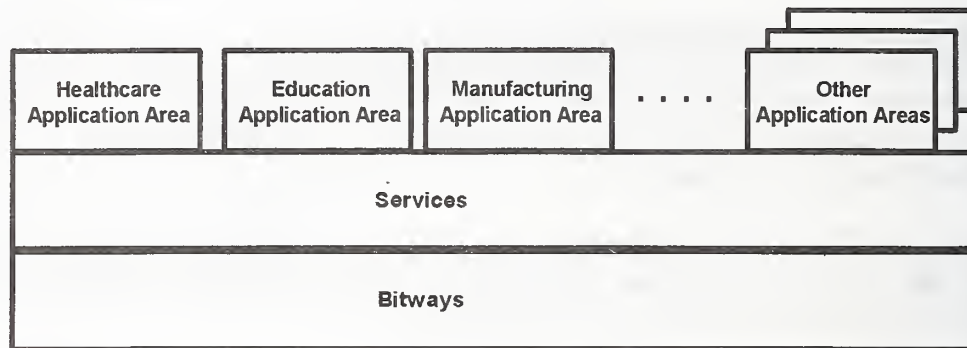 Healthcare
Application Area
Education
Application Area
Manufacturing
Application Area
. . . .
Other
Application Areas
Services
Bitways